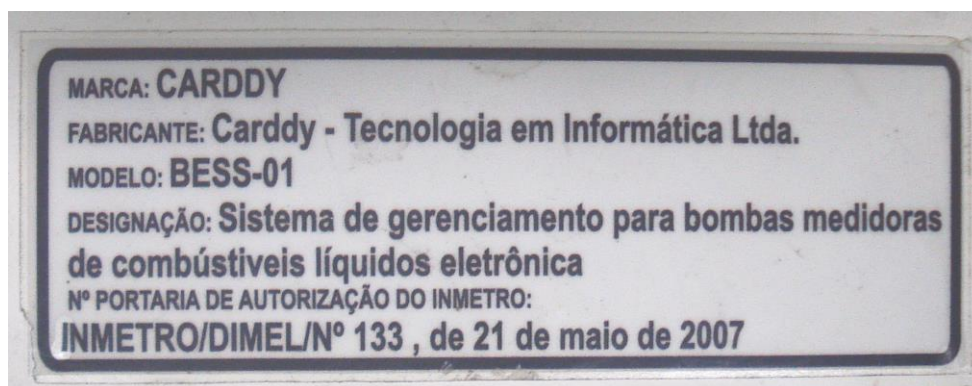 MARCA: CARDDY
FABRICANTE: Carddy - Tecnologia em Informática Ltda.
MODELO: BESS-01
DESIGNAÇÃO: Sistema de gerenciamento para bombas medidoras
de combústiveis líquidos eletrônica
Nº PORTARIA DE AUTORIZAÇÃO DO INMETRO:
INMETRO/DIMEL/Nº 133 , de 21 de maio de 2007